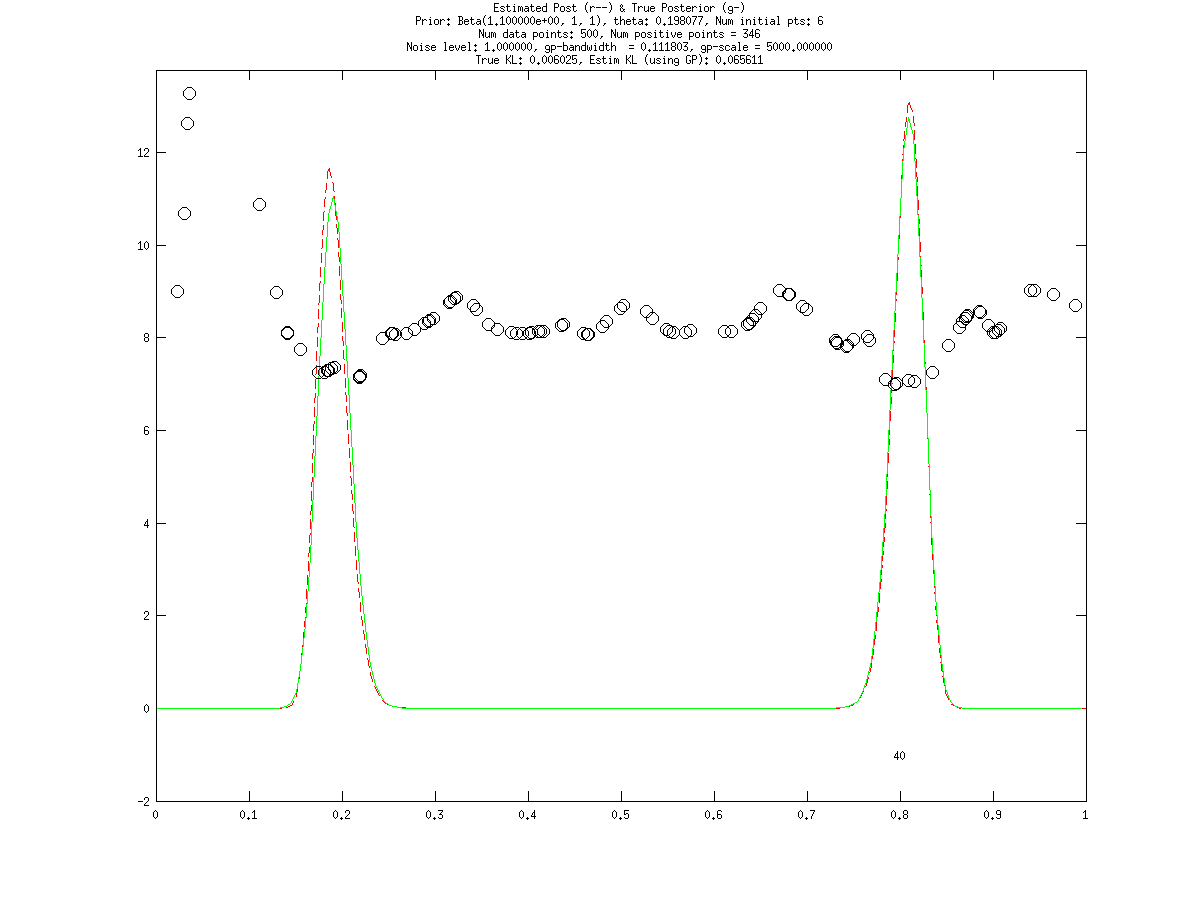 Estimated Post (r--) & True Posterior (g-)
Prior: Beta(1.100000e+00, 1, 1), theta: 0.198077, Num initial pts: 6
Num data points: 500, Num positive points = 346
Noise level: 1.000000, gp-bandwidth  = 0.111803, gp-scale = 5000.000000
True KL: 0.006025, Estim KL (using GP): 0.065611
12
10
8
6
4
2
0
40
-2
0 0.1 0.2 0.3 0.4 0.5 0.6 0.7 0.8 0.9 1